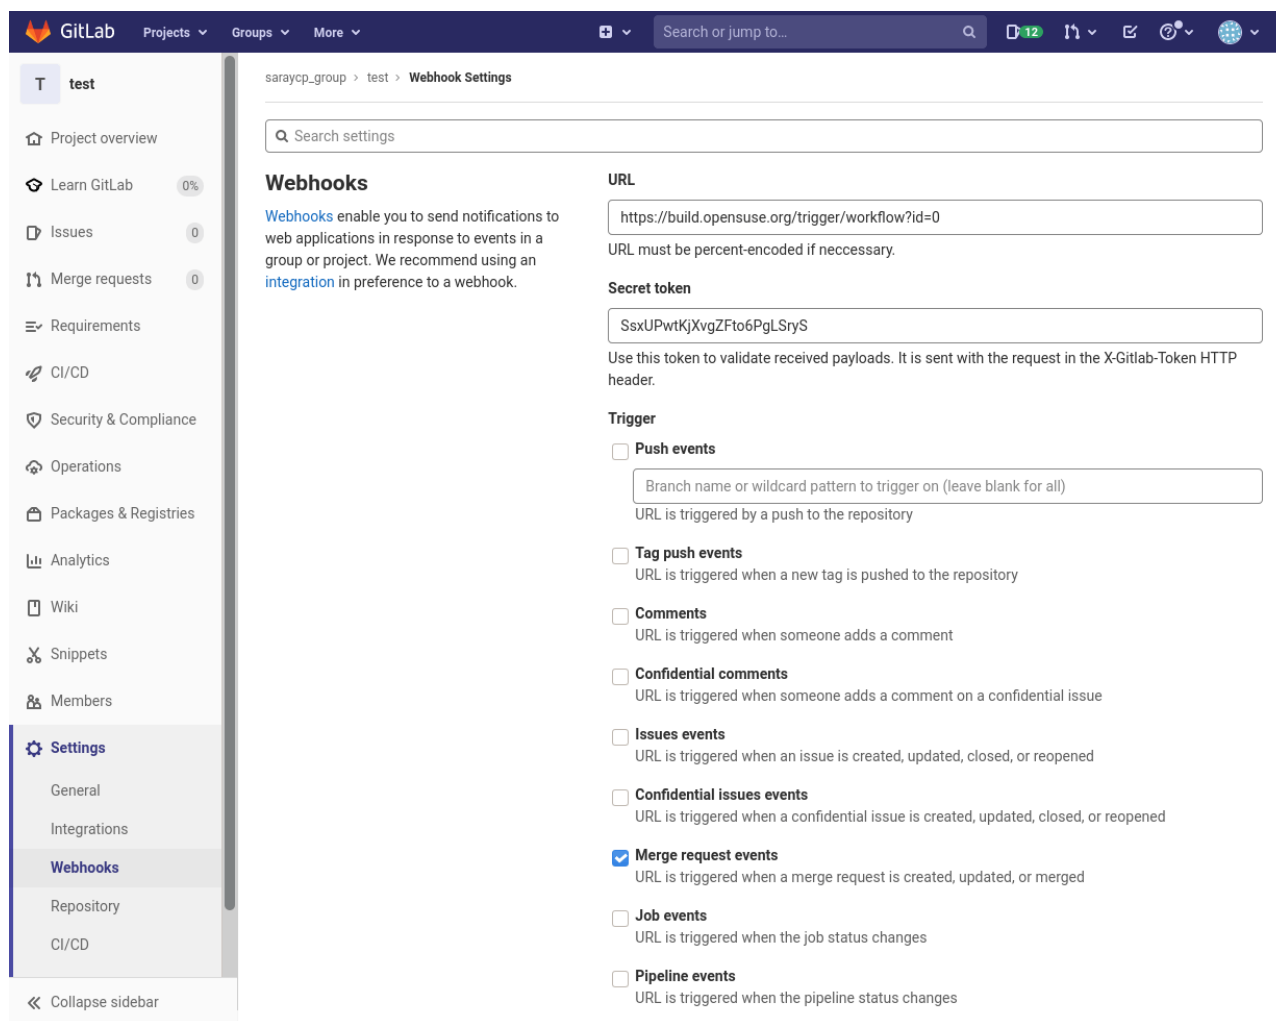 GitLab Projects Groups More Search or jump to... 12
T test
Project overview
Learn GitLab 0%
Issues 0
Merge requests 0
Requirements
CI/CD
Security & Compliance
Operations
Packages & Registries
Analytics
Wiki
Snippets
Members
Settings
General
Integrations
Webhooks
Repository
CI/CD
Collapse sidebar
saraycp_group > test > Webhook Settings
Search settings
Webhooks
Webhooks enable you to send notifications to
web applications in response to events in a
group or project. We recommend using an
integration in preference to a webhook.
URL
https://build.opensuse.org/trigger/workflow?id=0
URL must be percent-encoded if neccessary.
Secret token
SsxUPwtKjXvgZFto6PgLSryS
Use this token to validate received payloads. It is sent with the request in the X-Gitlab-Token HTTP
header.
Trigger
Push events
Branch name or wildcard pattern to trigger on (leave blank for all)
URL is triggered by a push to the repository
Tag push events
URL is triggered when a new tag is pushed to the repository
Comments
URL is triggered when someone adds a comment
Confidential comments
URL is triggered when someone adds a comment on a confidential issue
Issues events
URL is triggered when an issue is created, updated, closed, or reopened
Confidential issues events
URL is triggered when a confidential issue is created, updated, closed, or reopened
Merge request events
URL is triggered when a merge request is created, updated, or merged
Job events
URL is triggered when the job status changes
Pipeline events
URL is triggered when the pipeline status changes